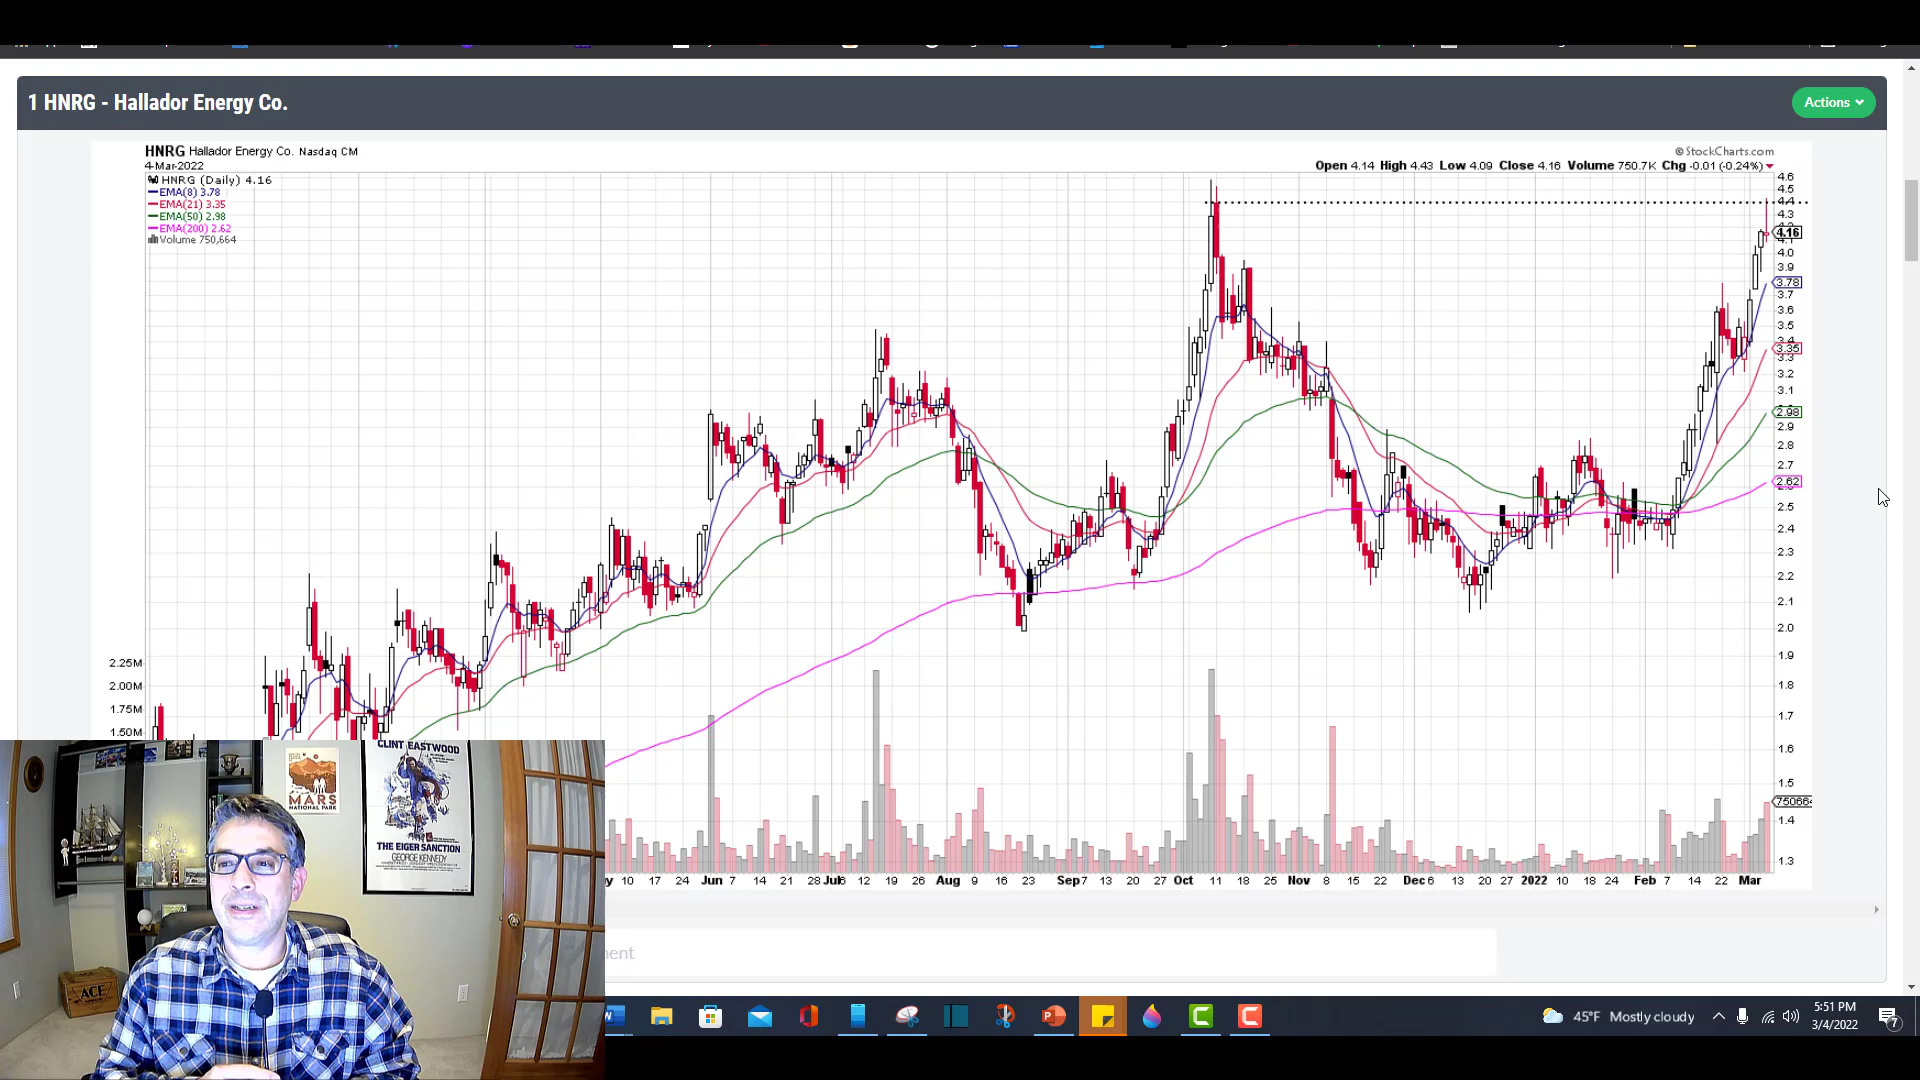 1 HNRG - Hallador Energy Co.
Actions
HNRG Hallador Energy Co. Nasdaq CM
© StockCharts.com
4-Mar-2022
Open 4.14 High 4.43 Low 4.09 Close 4.16 Volume 750.7K Chg -0.01 (-0.24%)
HNRG (Daily) 4.16
EMA(8) 3.78
EMA(21) 3.35
EMA(50) 2.98
EMA(200) 2.62
Volume 750,664
4.6
4.5
4.4
4.3
4.16
4.1
3.9
3.78
3.7
3.6
3.5
3.4
3.35
3.3
3.2
3.1
2.98
2.9
2.8
2.7
2.62
2.5
2.4
2.3
2.2
2.1
2.0
1.9
1.8
1.7
1.6
1.5
750664
1.4
1.3
2.25M
2.00M
1.75M
1.50M
10 17 24 Jun 7 14 21 28 Jul 12 19 26 Aug 9 16 23 Sep 7 13 20 27 Oct 11 18 25 Nov 8 15 22 Dec 6 13 20 27 2022 10 18 24 Feb 7 14 22 Mar
CLINT EASTWOOD
THE EIGER SANCTION
GEORGE KENNEDY
MARS
NATIONAL PARK
ACE
ment
45°F Mostly cloudy
5:51 PM
3/4/2022
7